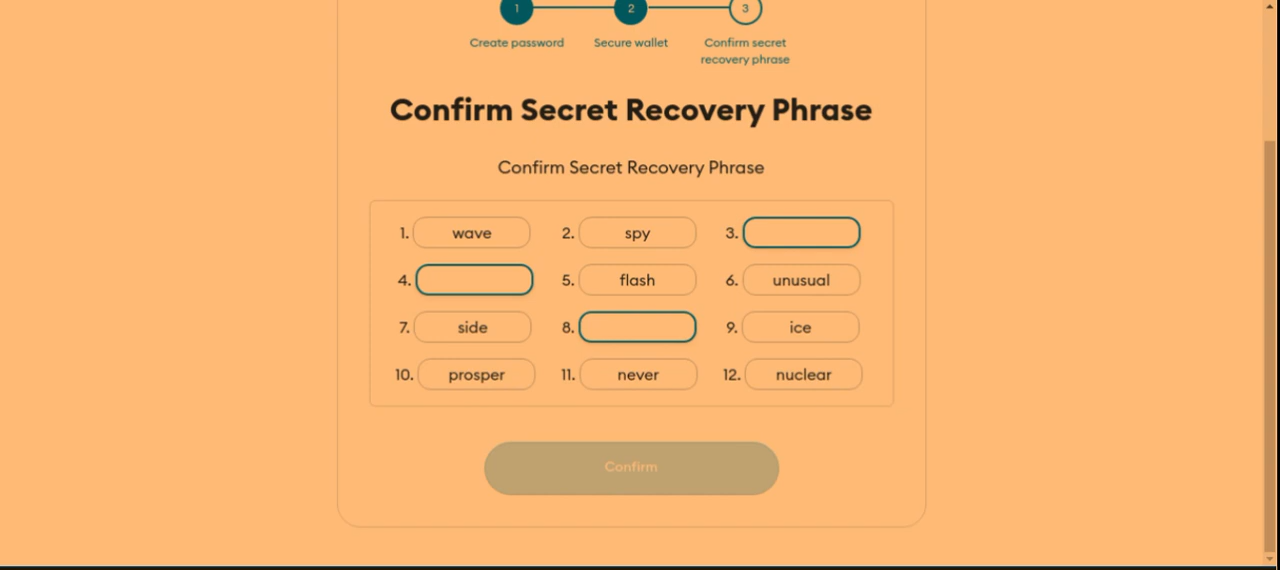 1 2 3
Create password Secure wallet Confirm secret
recovery phrase
Confirm Secret Recovery Phrase
Confirm Secret Recovery Phrase
1. wave 2. spy 3.
4. 5. flash 6. unusual
7. side 8. 9. ice
10. prosper 11. never 12. nuclear
Confirm